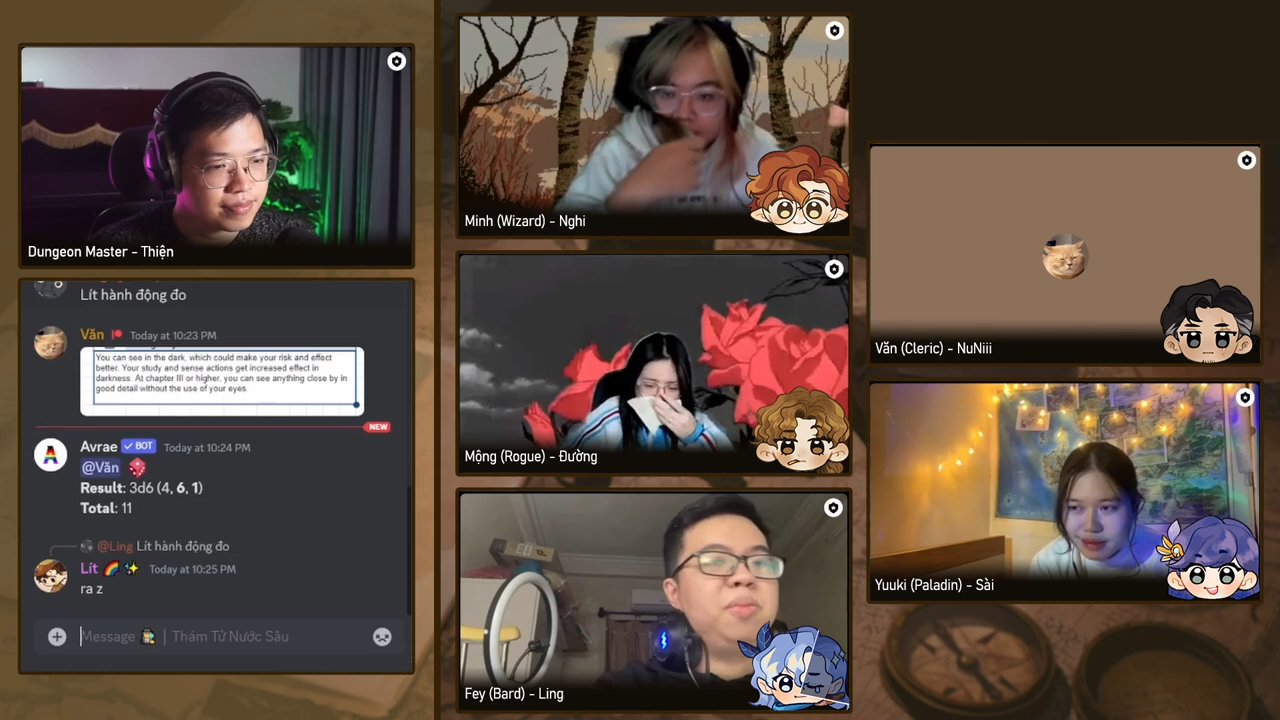 Dungeon Master - Thiện
Lít hành động đo
Văn Today at 10:23 PM
You can see in the dark, which could make your risk and effect
better. Your study and sense actions get increased effect in
darkness. At chapter III or higher, you can see anything close by in
good detail without the use of your eyes.
NEW
Avrae BOT Today at 10:24 PM
@Văn
Result: 3d6 (4, 6, 1)
Total: 11
@Ling Lít hành động đo
Lít Today at 10:25 PM
ra z
Message | Thám Tử Nước Sâu
Minh (Wizard) - Nghi
Mộng (Rogue) - Đường
Fey (Bard) - Ling
Văn (Cleric) - NuNiii
Yuuki (Paladin) - Sài